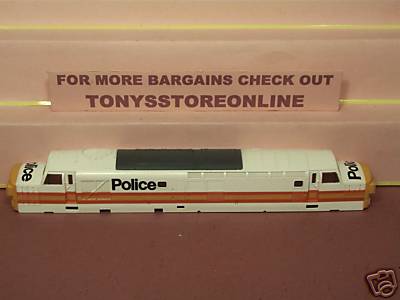 FOR MORE BARGAINS CHECK OUT
TONYSSTOREONLINE
Police
Police
Police